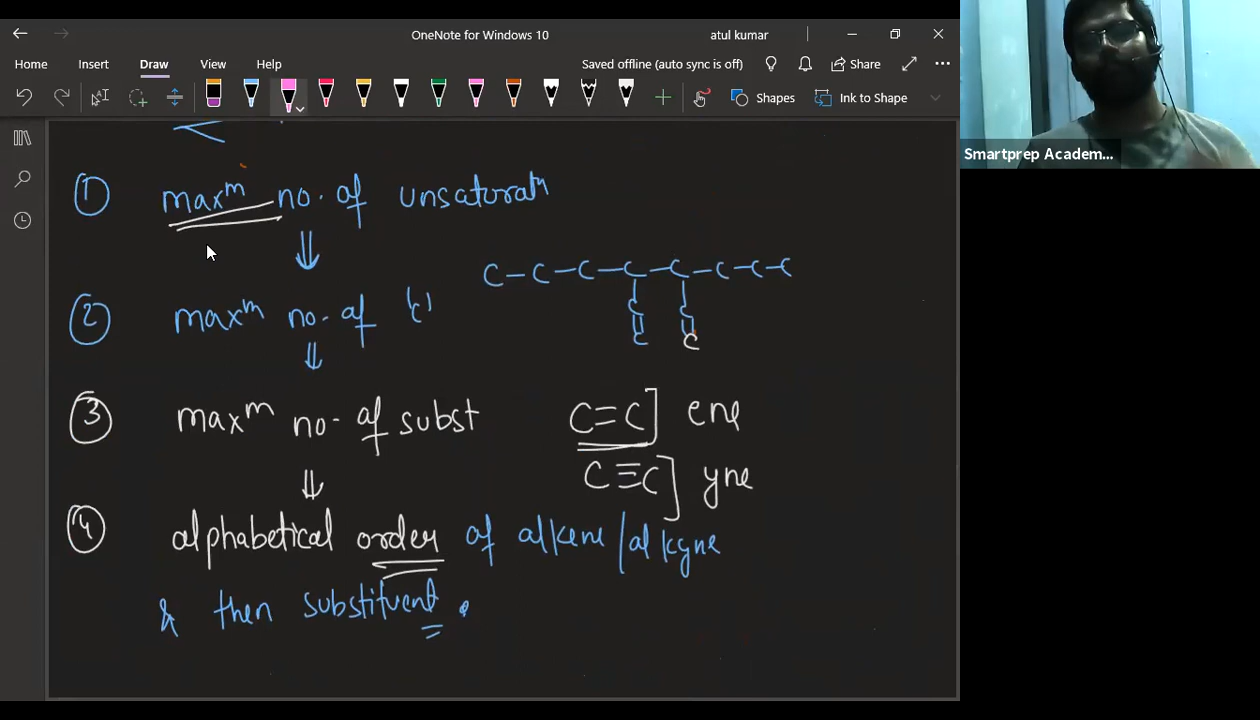 OneNote for Windows 10
atul kumar
Home Insert Draw View Help
Saved offline (auto sync is off)
Share
Shapes
Ink to Shape
Smartprep Academ...
① maxᵐ no. of unsaturatⁿ
⇓
C-C-C-C-C-C-C-C
C C
|| ||
C C
② maxᵐ no. of 'c'
⇓
③ maxᵐ no. of subst
C=C] ene
⇓
C≡C] yne
④ alphabetical order of alkene/alkyne
& then substituent.